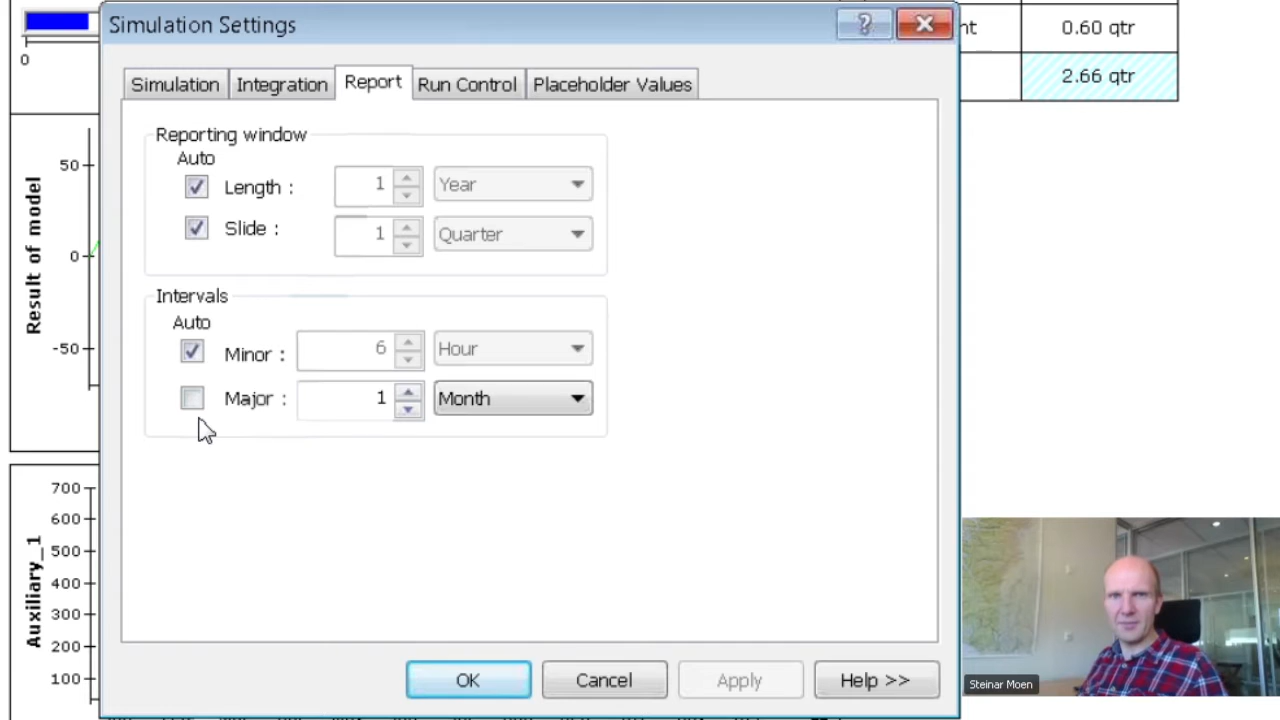 Simulation Settings
?
nt
0.60 qtr
0
2.66 qtr
Simulation
Integration
Report
Run Control
Placeholder Values
Reporting window
Auto
Length :
1
Year
Slide :
1
Quarter
Intervals
Auto
Minor :
6
Hour
Major :
1
Month
Result of model
50
0
-50
Auxiliary_1
700
600
500
400
300
200
100
OK
Cancel
Apply
Help >>
Steinar Moen